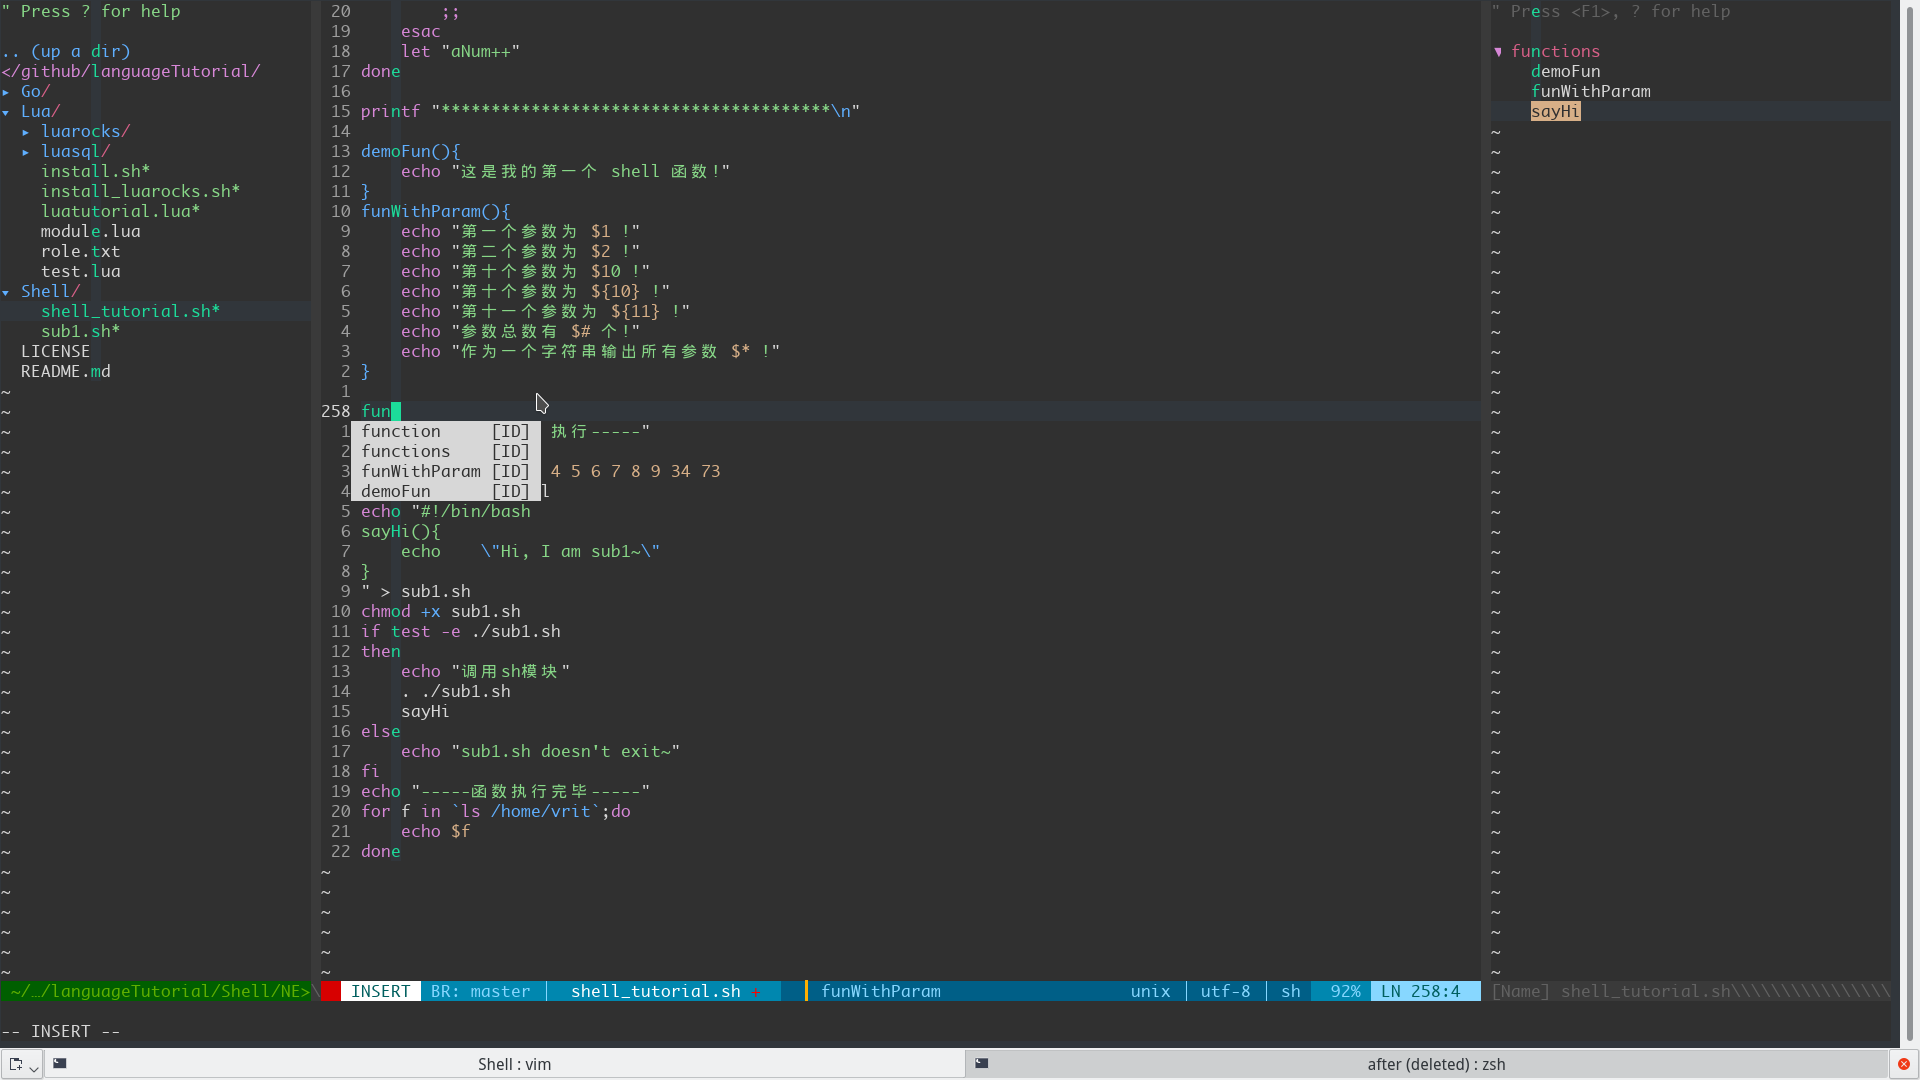 " Press ? for help
.. (up a dir)
</github/languageTutorial/
▸ Go/
▾ Lua/
▸ luarocks/
▸ luasql/
install.sh*
install_luarocks.sh*
luatutorial.lua*
module.lua
role.txt
test.lua
▾ Shell/
shell_tutorial.sh*
sub1.sh*
LICENSE
README.md
~/…/languageTutorial/Shell/NE>\
20 ;;
19 esac
18 let "aNum++"
17 done
16
15 printf "***************************************\n"
14
13 demoFun(){
12 echo "这是我的第一个 shell 函数!"
11 }
10 funWithParam(){
9 echo "第一个参数为 $1 !"
8 echo "第二个参数为 $2 !"
7 echo "第十个参数为 $10 !"
6 echo "第十个参数为 ${10} !"
5 echo "第十一个参数为 ${11} !"
4 echo "参数总数有 $# 个!"
3 echo "作为一个字符串输出所有参数 $* !"
2 }
1
258 fun
1 function [ID] 执行-----"
2 functions [ID]
3 funWithParam [ID] 4 5 6 7 8 9 34 73
4 demoFun [ID] l
5 echo "#!/bin/bash
6 sayHi(){
7 echo \"Hi, I am sub1~\"
8 }
9 " > sub1.sh
10 chmod +x sub1.sh
11 if test -e ./sub1.sh
12 then
13 echo "调用sh模块"
14 . ./sub1.sh
15 sayHi
16 else
17 echo "sub1.sh doesn't exit~"
18 fi
19 echo "-----函数执行完毕-----"
20 for f in `ls /home/vrit`;do
21 echo $f
22 done
INSERT BR: master shell_tutorial.sh + funWithParam unix utf-8 sh 92% LN 258:4
" Press <F1>, ? for help
▼ functions
demoFun
funWithParam
sayHi
[Name] shell_tutorial.sh\\\\\\\\\\\\\\\\
-- INSERT --
Shell : vim
after (deleted) : zsh